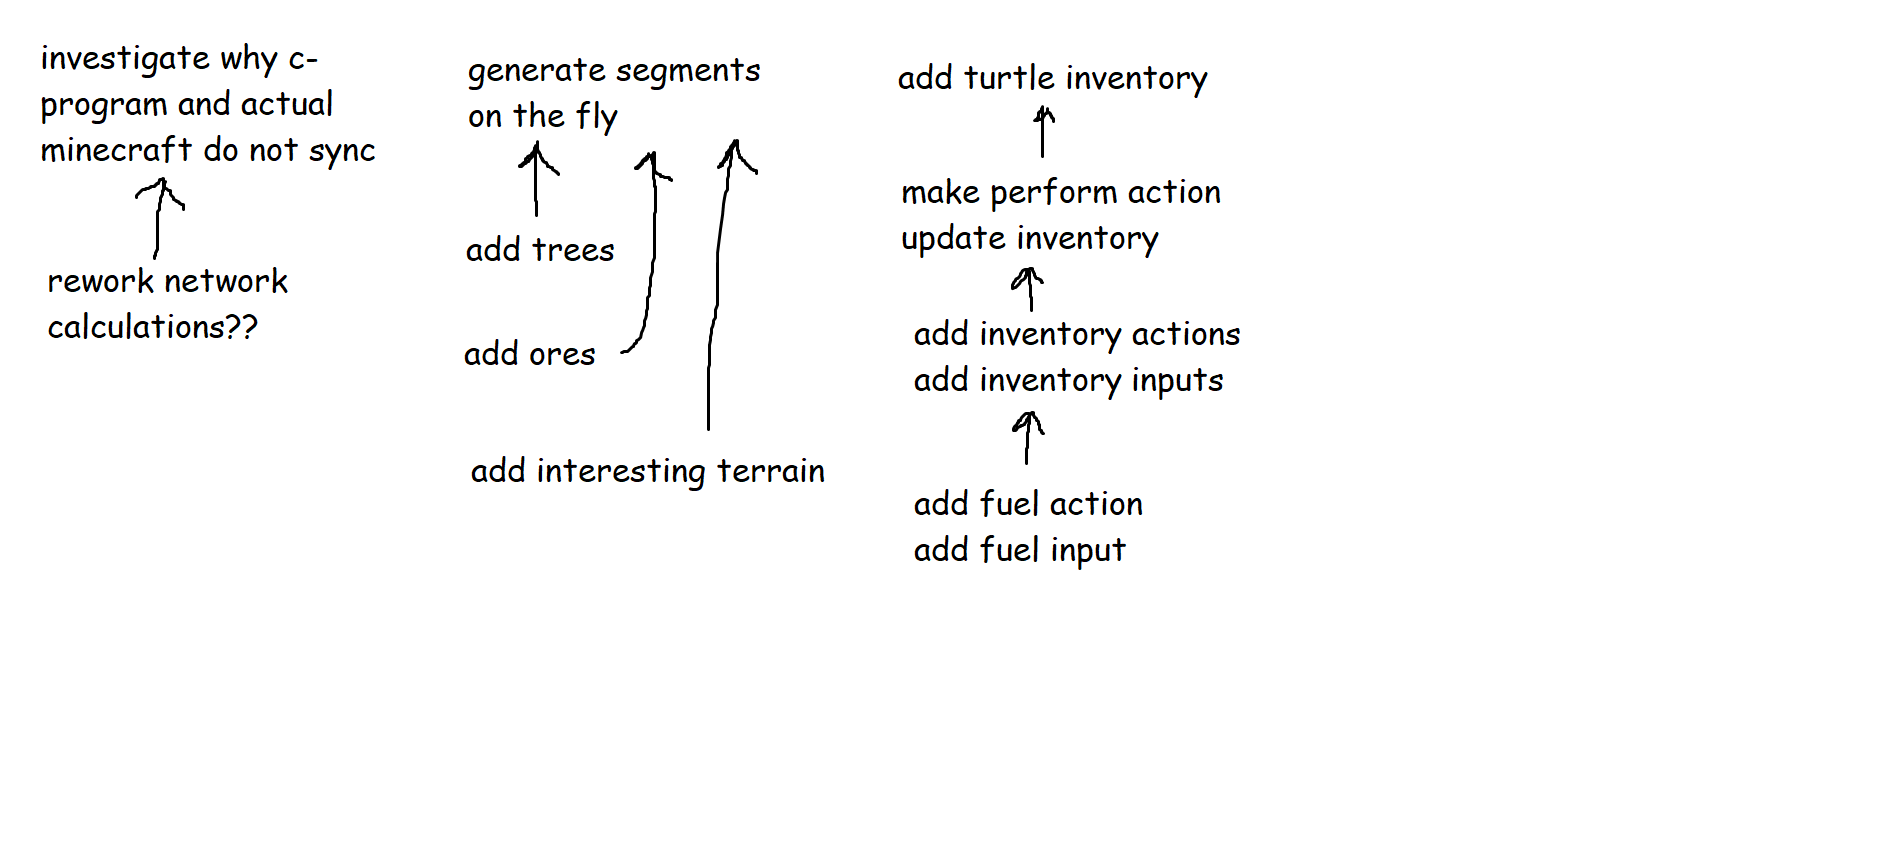 investigate why c-
program and actual
minecraft do not sync
rework network
calculations??
generate segments
on the fly
add trees
add ores
add interesting terrain
add turtle inventory
make perform action
update inventory
add inventory actions
add inventory inputs
add fuel action
add fuel input